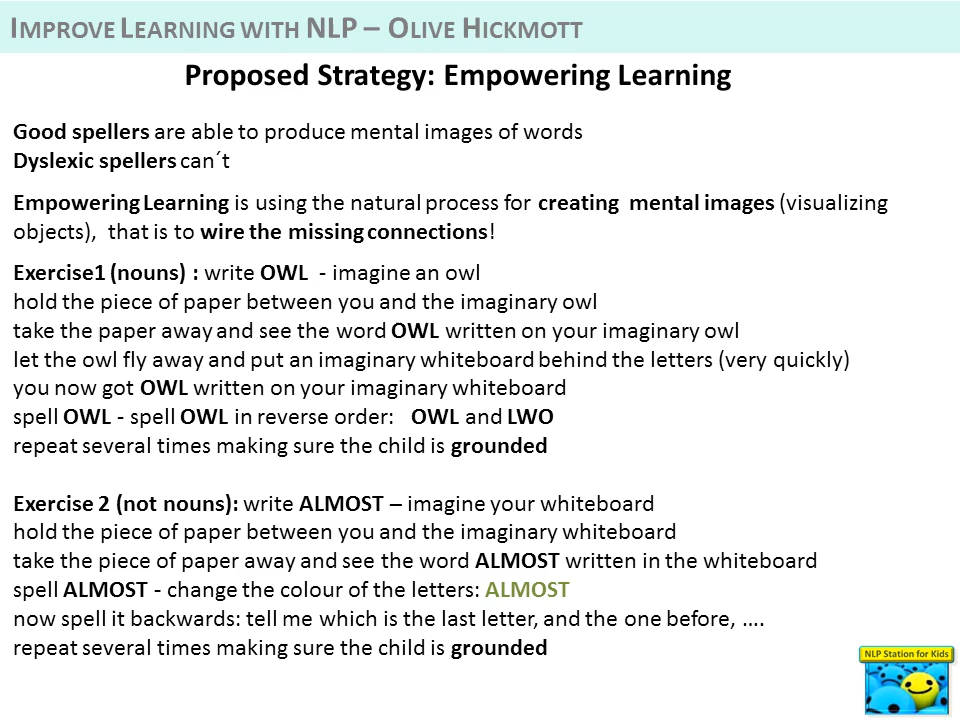 IMPROVE LEARNING WITH NLP – OLIVE HICKMOTT
Proposed Strategy: Empowering Learning
Good spellers are able to produce mental images of words
Dyslexic spellers can´t
Empowering Learning is using the natural process for creating mental images (visualizing
objects), that is to wire the missing connections!
Exercise1 (nouns) : write OWL - imagine an owl
hold the piece of paper between you and the imaginary owl
take the paper away and see the word OWL written on your imaginary owl
let the owl fly away and put an imaginary whiteboard behind the letters (very quickly)
you now got OWL written on your imaginary whiteboard
spell OWL - spell OWL in reverse order: OWL and LWO
repeat several times making sure the child is grounded
Exercise 2 (not nouns): write ALMOST – imagine your whiteboard
hold the piece of paper between you and the imaginary whiteboard
take the piece of paper away and see the word ALMOST written in the whiteboard
spell ALMOST - change the colour of the letters: ALMOST
now spell it backwards: tell me which is the last letter, and the one before, ....
repeat several times making sure the child is grounded
NLP Station for Kids